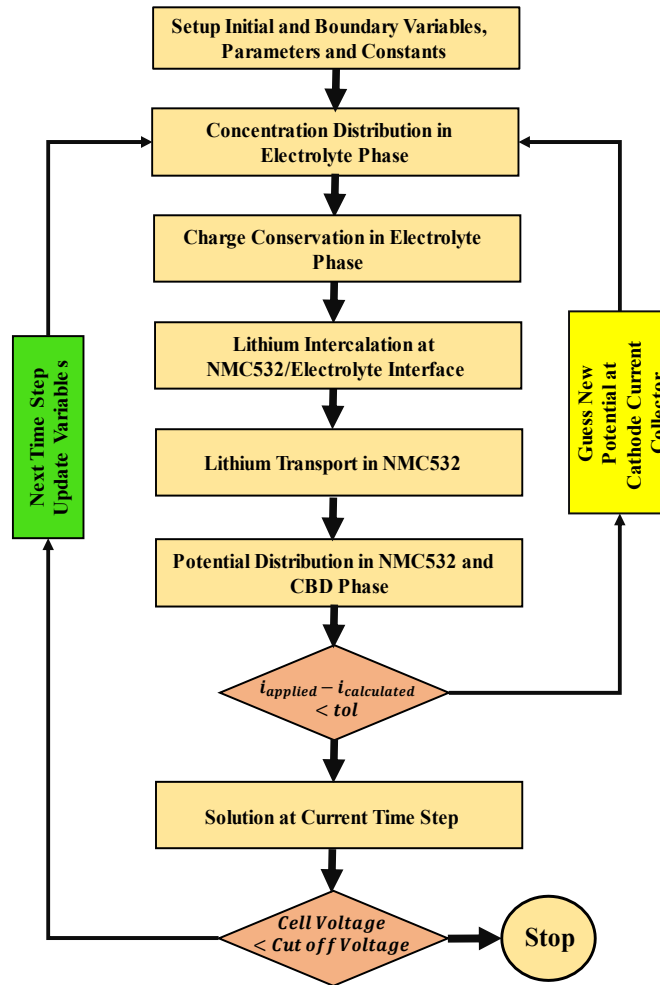 Setup Initial and Boundary Variables,
Parameters and Constants
Concentration Distribution in
Electrolyte Phase
Charge Conservation in Electrolyte
Phase
Lithium Intercalation at
NMC532/Electrolyte Interface
Next Time Step
Update Variables
Guess New
Potential at
Cathode Current
Collector
Lithium Transport in NMC532
Potential Distribution in NMC532 and
CBD Phase
i_applied − i_calculated
< tol
Solution at Current Time Step
Cell Voltage
< Cut off Voltage
Stop